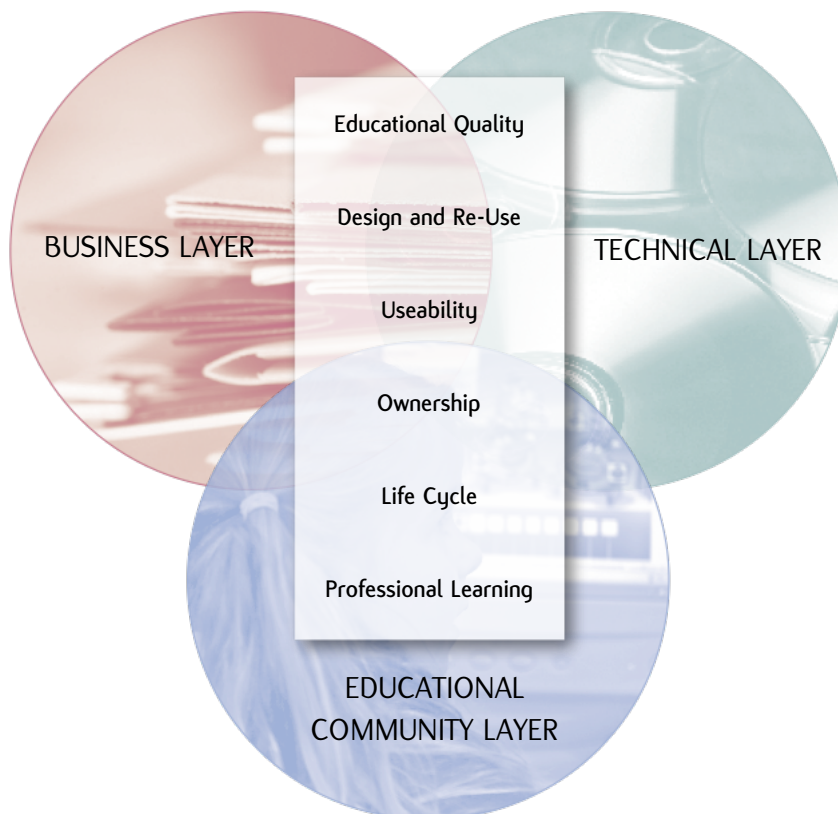 Educational Quality
Design and Re-Use
BUSINESS LAYER
TECHNICAL LAYER
Useability
Ownership
Life Cycle
Professional Learning
EDUCATIONAL
COMMUNITY LAYER